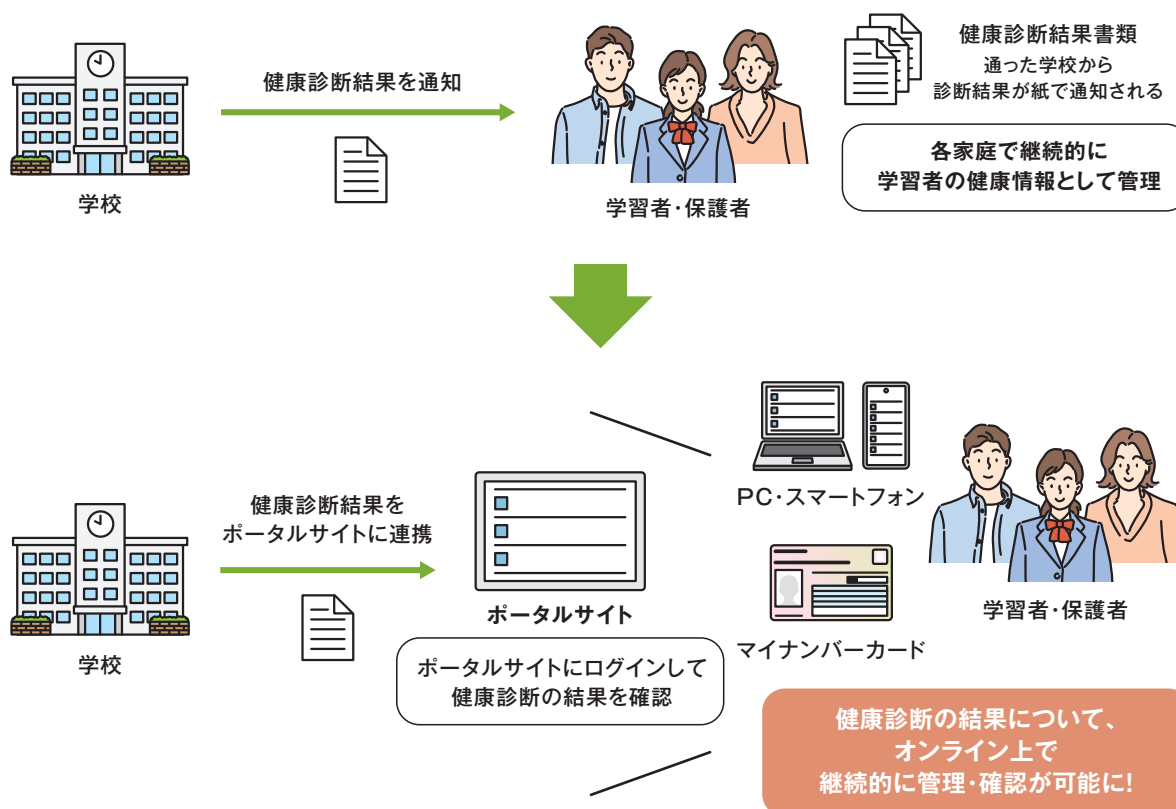 健康診断結果を通知
学校
学習者・保護者
健康診断結果書類
通った学校から
診断結果が紙で通知される
各家庭で継続的に
学習者の健康情報として管理
健康診断結果を
ポータルサイトに連携
学校
ポータルサイト
ポータルサイトにログインして
健康診断の結果を確認
PC・スマートフォン
マイナンバーカード
学習者・保護者
健康診断の結果について、
オンライン上で
継続的に管理・確認が可能に!